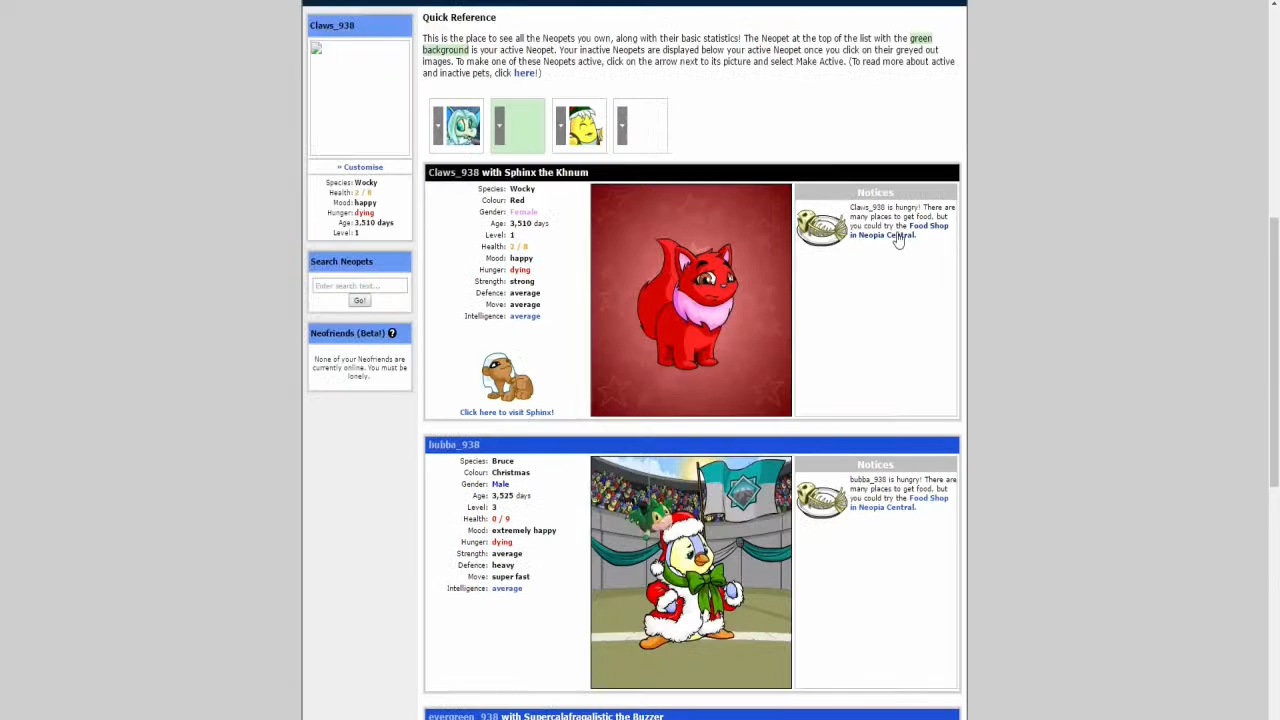 Claws_938
» Customise
Species: Wocky
Health: 2 / 8
Mood: happy
Hunger: dying
Age: 3,510 days
Level: 1
Search Neopets
Enter search text...
Go!
Neofriends (Beta!) ?
None of your Neofriends are
currently online. You must be
lonely.
Quick Reference
This is the place to see all the Neopets you own, along with their basic statistics! The Neopet at the top of the list with the green
background is your active Neopet. Your inactive Neopets are displayed below your active Neopet once you click on their greyed out
images. To make one of these Neopets active, click on the arrow next to its picture and select Make Active. (To read more about active
and inactive pets, click here!)
Claws_938 with Sphinx the Khnum
Species: Wocky
Colour: Red
Gender: Female
Age: 3,510 days
Level: 1
Health: 2 / 8
Mood: happy
Hunger: dying
Strength: strong
Defence: average
Move: average
Intelligence: average
Click here to visit Sphinx!
Notices
Claws_938 is hungry! There are
many places to get food, but
you could try the Food Shop
in Neopia Central.
bubba_938
Species: Bruce
Colour: Christmas
Gender: Male
Age: 3,525 days
Level: 3
Health: 0 / 9
Mood: extremely happy
Hunger: dying
Strength: average
Defence: heavy
Move: super fast
Intelligence: average
Notices
bubba_938 is hungry! There are
many places to get food, but
you could try the Food Shop
in Neopia Central.
evergreen_938 with Supercalafragalistic the Buzzer